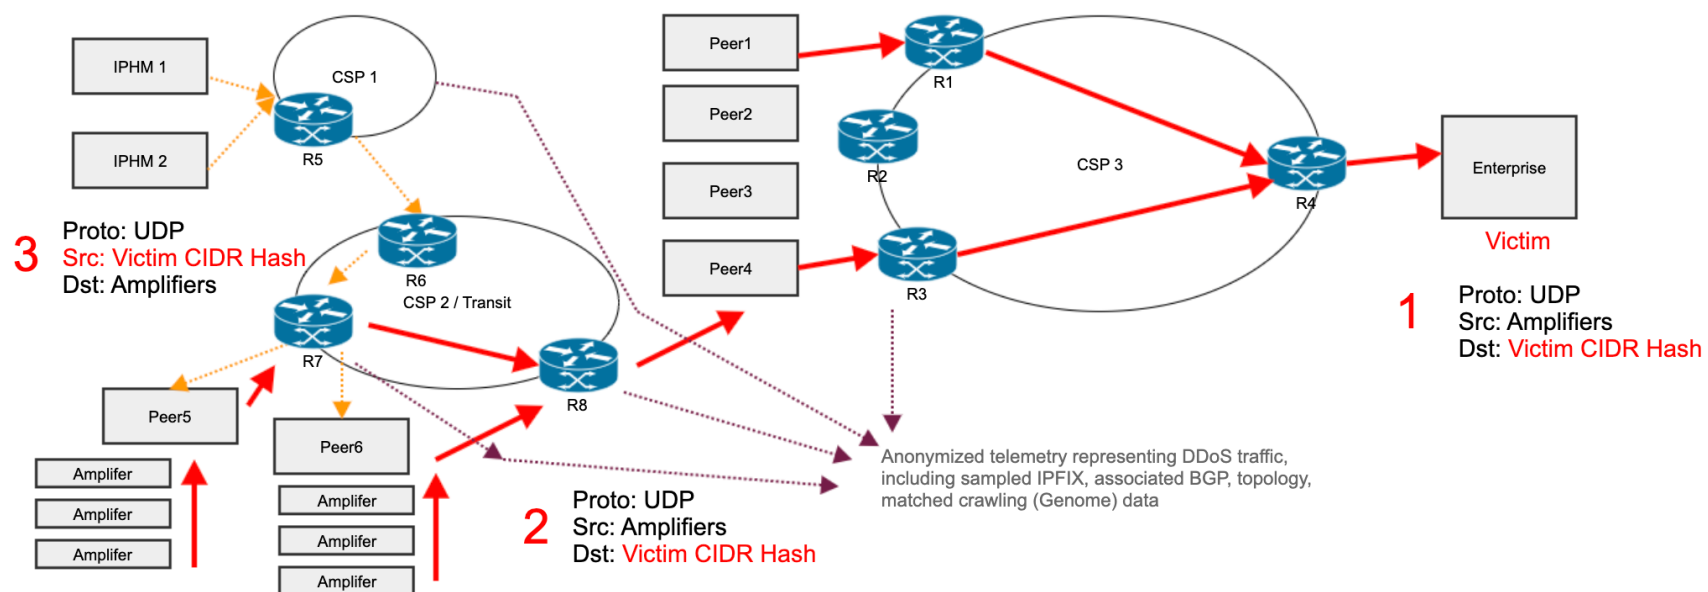 IPHM 1
IPHM 2
CSP 1
R5
3
Proto: UDP
Src: Victim CIDR Hash
Dst: Amplifiers
R6
CSP 2 / Transit
R7
R8
Peer5
Amplifer
Amplifer
Amplifer
Peer6
Amplifer
Amplifer
Amplifer
2
Proto: UDP
Src: Amplifiers
Dst: Victim CIDR Hash
Peer1
Peer2
Peer3
Peer4
R1
R2
R3
CSP 3
R4
Enterprise
Victim
1
Proto: UDP
Src: Amplifiers
Dst: Victim CIDR Hash
Anonymized telemetry representing DDoS traffic,
including sampled IPFIX, associated BGP, topology,
matched crawling (Genome) data